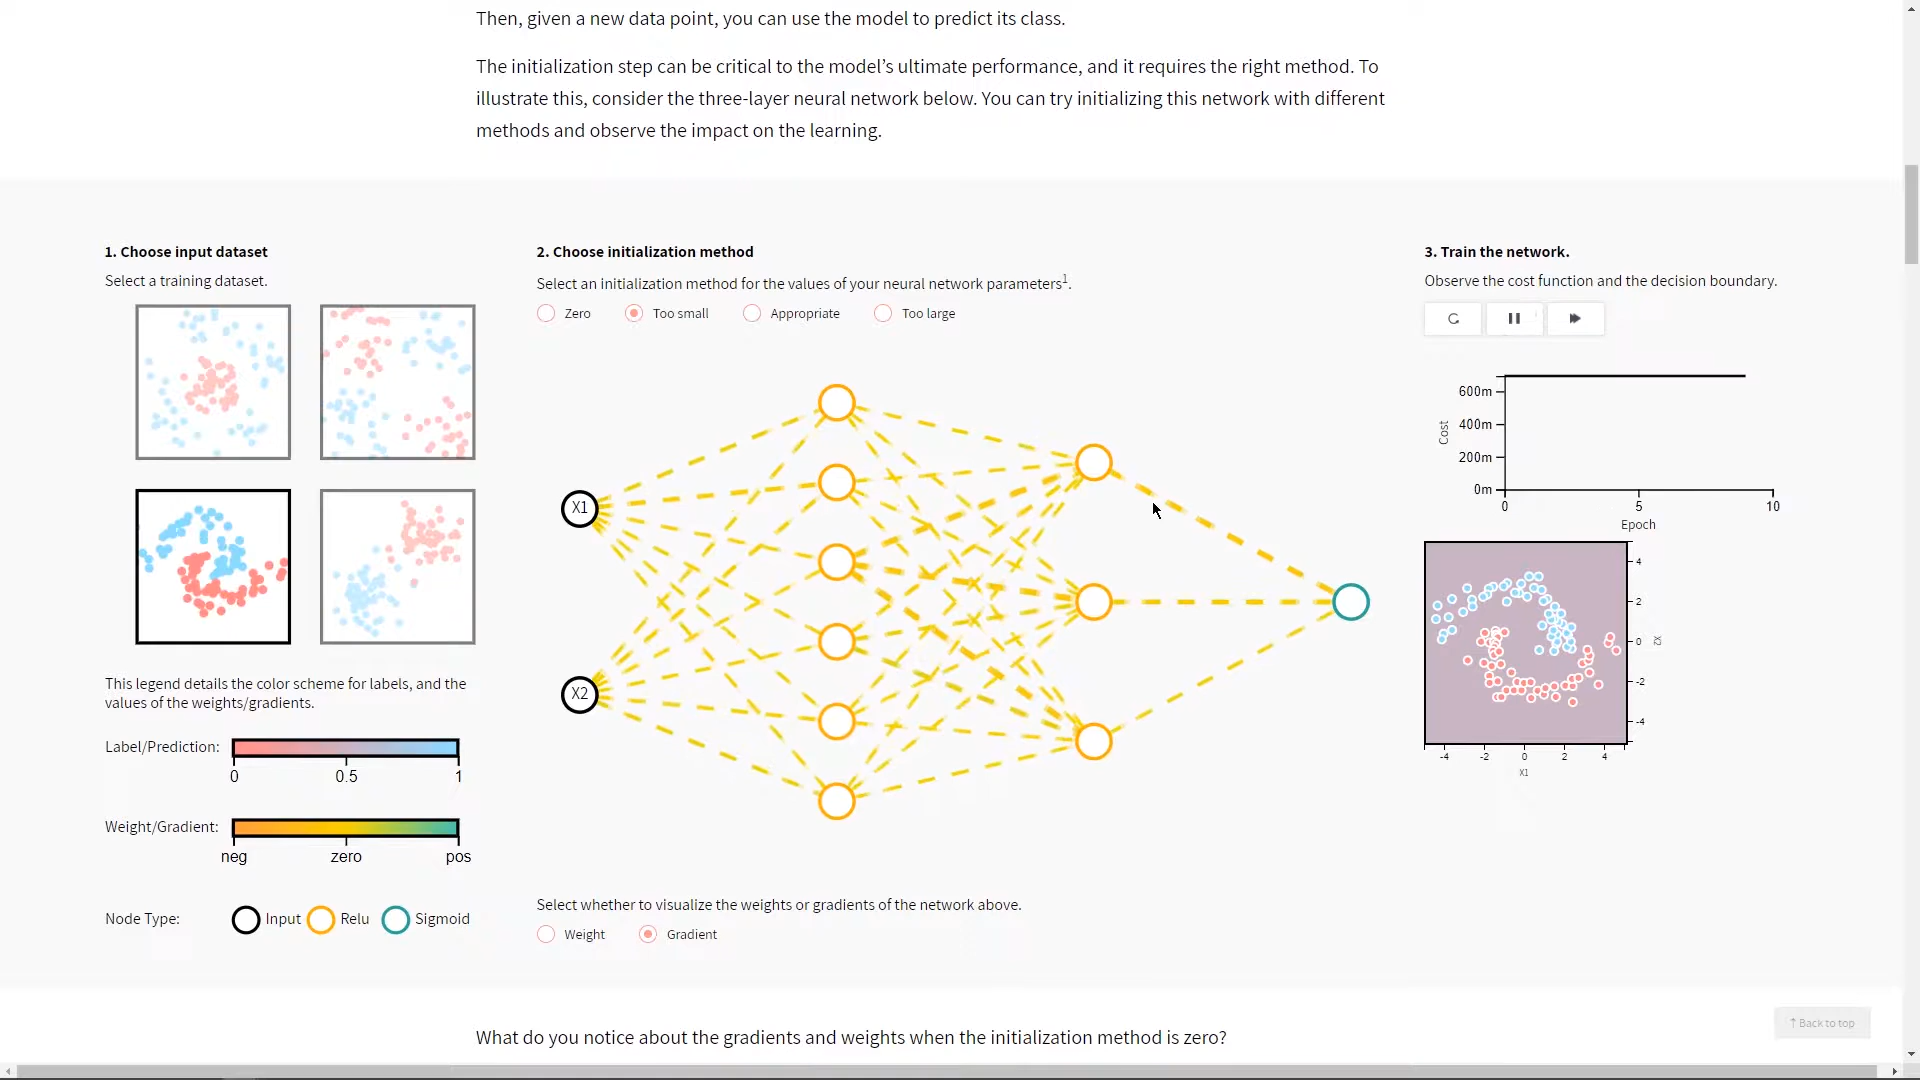 Then, given a new data point, you can use the model to predict its class.
The initialization step can be critical to the model’s ultimate performance, and it requires the right method. To
illustrate this, consider the three-layer neural network below. You can try initializing this network with different
methods and observe the impact on the learning.
1. Choose input dataset
Select a training dataset.
This legend details the color scheme for labels, and the
values of the weights/gradients.
Label/Prediction:
0 0.5 1
Weight/Gradient:
neg zero pos
Node Type: Input Relu Sigmoid
2. Choose initialization method
Select an initialization method for the values of your neural network parameters1.
Zero Too small Appropriate Too large
X1
X2
Select whether to visualize the weights or gradients of the network above.
Weight Gradient
3. Train the network.
Observe the cost function and the decision boundary.
600m
400m
200m
0m
Cost
0 5 10
Epoch
4
2
0
-2
-4
X2
-4 -2 0 2 4
X1
What do you notice about the gradients and weights when the initialization method is zero?
↑ Back to top